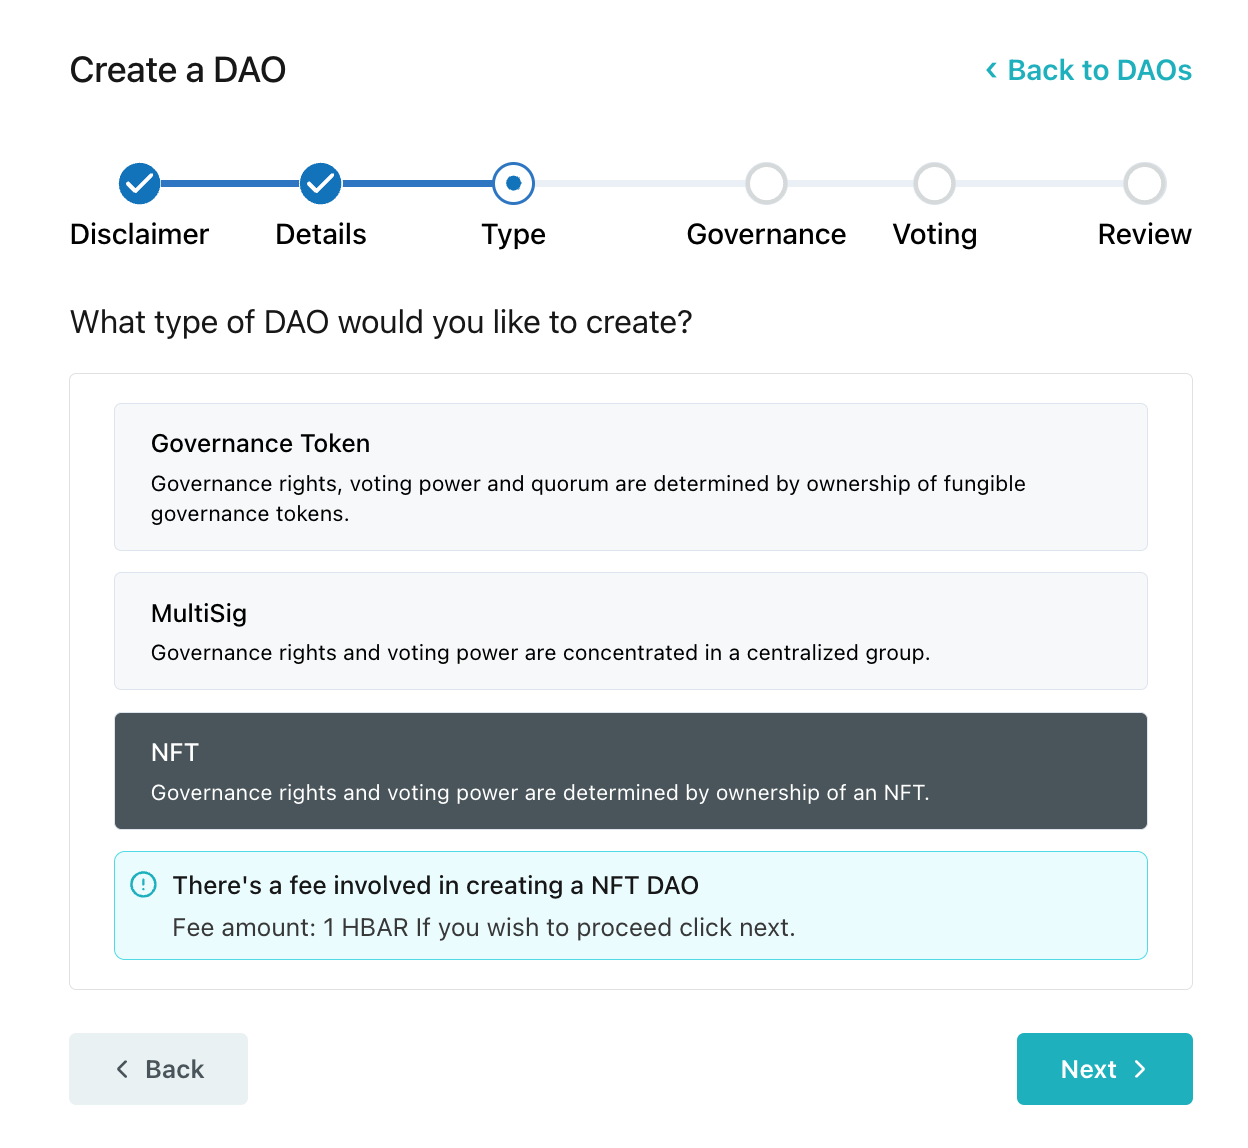 Create a DAO
Back to DAOs
Disclaimer
Details
Type
Governance
Voting
Review
What type of DAO would you like to create?
Governance Token
Governance rights, voting power and quorum are determined by ownership of fungible
governance tokens.
MultiSig
Governance rights and voting power are concentrated in a centralized group.
NFT
Governance rights and voting power are determined by ownership of an NFT.
There's a fee involved in creating a NFT DAO
Fee amount: 1 HBAR If you wish to proceed click next.
Back
Next